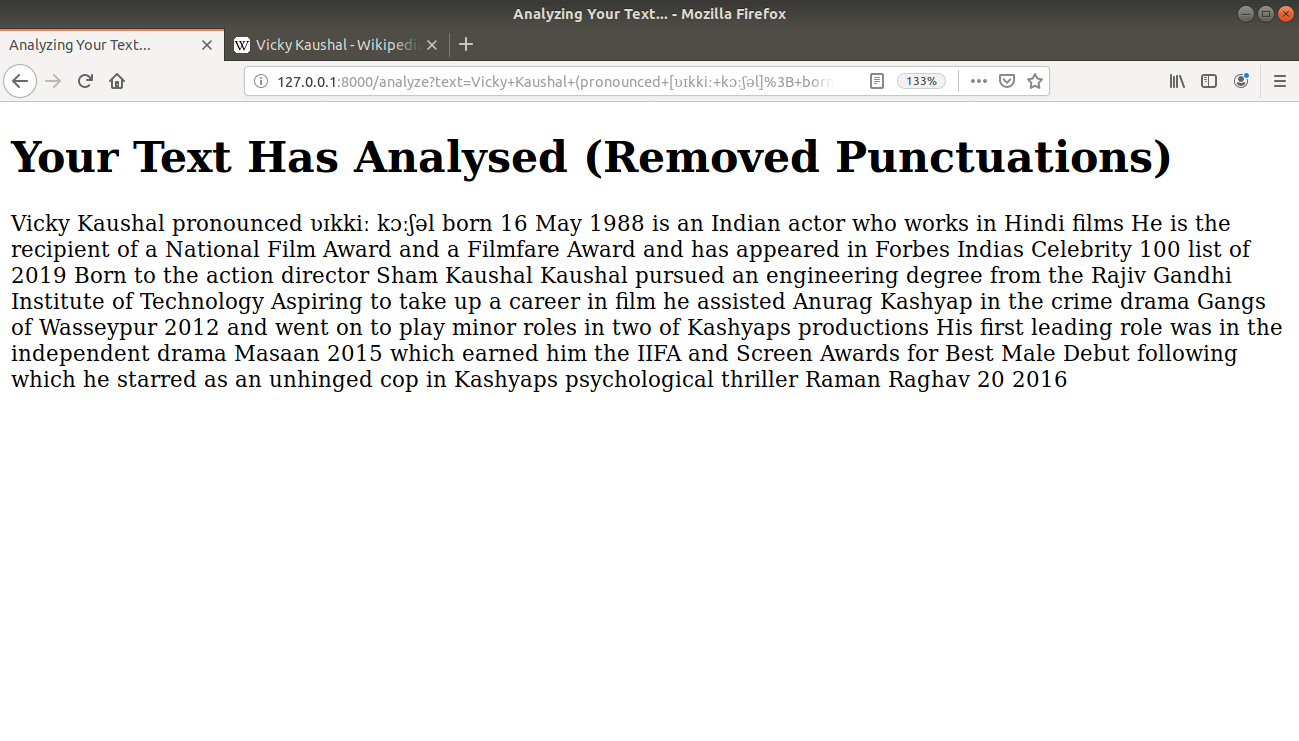 Analyzing Your Text... - Mozilla Firefox
Analyzing Your Text...
W Vicky Kaushal - Wikipedi
127.0.0.1:8000/analyze?text=Vicky+Kaushal+(pronounced+[ʋɪkkiː+kɔːʃəl]%3B+born
133%
Your Text Has Analysed (Removed Punctuations)
Vicky Kaushal pronounced ʋɪkkiː kɔːʃəl born 16 May 1988 is an Indian actor who works in Hindi films He is the
recipient of a National Film Award and a Filmfare Award and has appeared in Forbes Indias Celebrity 100 list of
2019 Born to the action director Sham Kaushal Kaushal pursued an engineering degree from the Rajiv Gandhi
Institute of Technology Aspiring to take up a career in film he assisted Anurag Kashyap in the crime drama Gangs
of Wasseypur 2012 and went on to play minor roles in two of Kashyaps productions His first leading role was in the
independent drama Masaan 2015 which earned him the IIFA and Screen Awards for Best Male Debut following
which he starred as an unhinged cop in Kashyaps psychological thriller Raman Raghav 20 2016